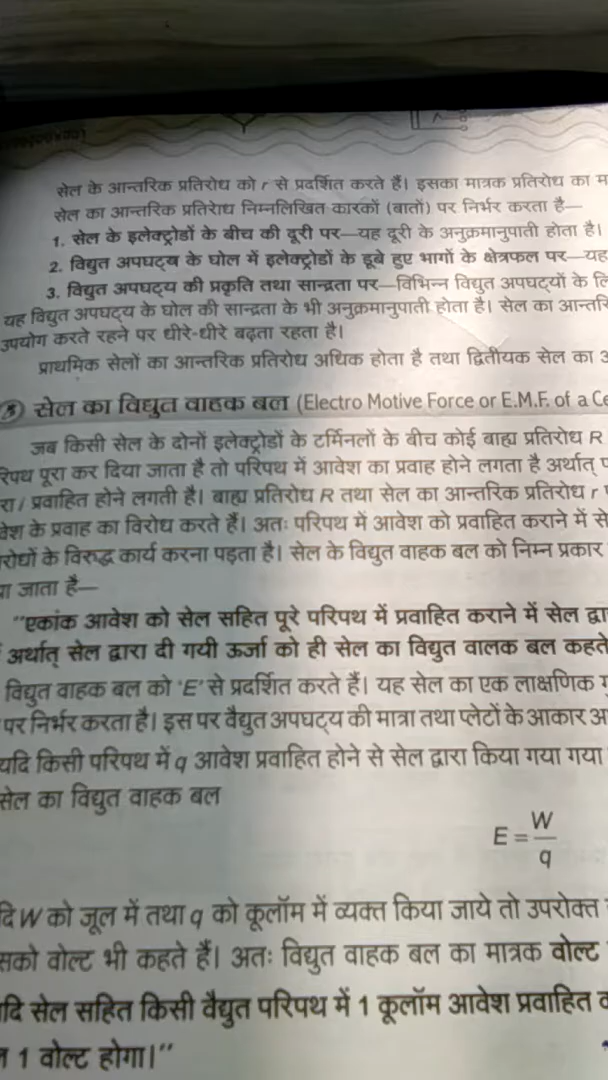 सेल के आन्तरिक प्रतिरोध को r से प्रदर्शित करते हैं। इसका मात्रक प्रतिरोध का
सेल का आन्तरिक प्रतिरोध निम्नलिखित कारकों (बातों) पर निर्भर करता है—
1. सेल के इलेक्ट्रोडों के बीच की दूरी पर—यह दूरी के अनुक्रमानुपाती होता है।
2. विद्युत अपघट्य के घोल में इलेक्ट्रोडों के डूबे हुए भागों के क्षेत्रफल पर—यह
3. विद्युत अपघट्य की प्रकृति तथा सान्द्रता पर—विभिन्न विद्युत अपघट्यों के
यह विद्युत अपघट्य के घोल की सान्द्रता के भी अनुक्रमानुपाती होता है। सेल का
उपयोग करते रहने पर धीरे-धीरे बढ़ता रहता है।
प्राथमिक सेलों का आन्तरिक प्रतिरोध अधिक होता है तथा द्वितीयक सेल का
सेल का विद्युत वाहक बल (Electro Motive Force or E.M.F. of a
जब किसी सेल के दोनों इलेक्ट्रोडों के टर्मिनलों के बीच कोई बाह्य प्रतिरोध R
पूरा कर दिया जाता है तो परिपथ में आवेश का प्रवाह होने लगता है अर्थात्
प्रवाहित होने लगती है। बाह्य प्रतिरोध R तथा सेल का आन्तरिक प्रतिरोध r
के प्रवाह का विरोध करते हैं। अतः परिपथ में आवेश को प्रवाहित कराने में
के विरुद्ध कार्य करना पड़ता है। सेल के विद्युत वाहक बल को निम्न प्रकार
जाता है—
"एकांक आवेश को सेल सहित पूरे परिपथ में प्रवाहित कराने में सेल
अर्थात् सेल द्वारा दी गयी ऊर्जा को ही सेल का विद्युत वालक बल कहते
विद्युत वाहक बल को 'E' से प्रदर्शित करते हैं। यह सेल का एक लाक्षणिक
पर निर्भर करता है। इस पर वैद्युत अपघट्य की मात्रा तथा प्लेटों के आकार
यदि किसी परिपथ में q आवेश प्रवाहित होने से सेल द्वारा किया गया गया
सेल का विद्युत वाहक बल
E = W/q
W को जूल में तथा q को कूलॉम में व्यक्त किया जाये तो उपरोक्त
वोल्ट भी कहते हैं। अतः विद्युत वाहक बल का मात्रक वोल्ट
सेल सहित किसी वैद्युत परिपथ में 1 कूलॉम आवेश प्रवाहित
1 वोल्ट होगा।"